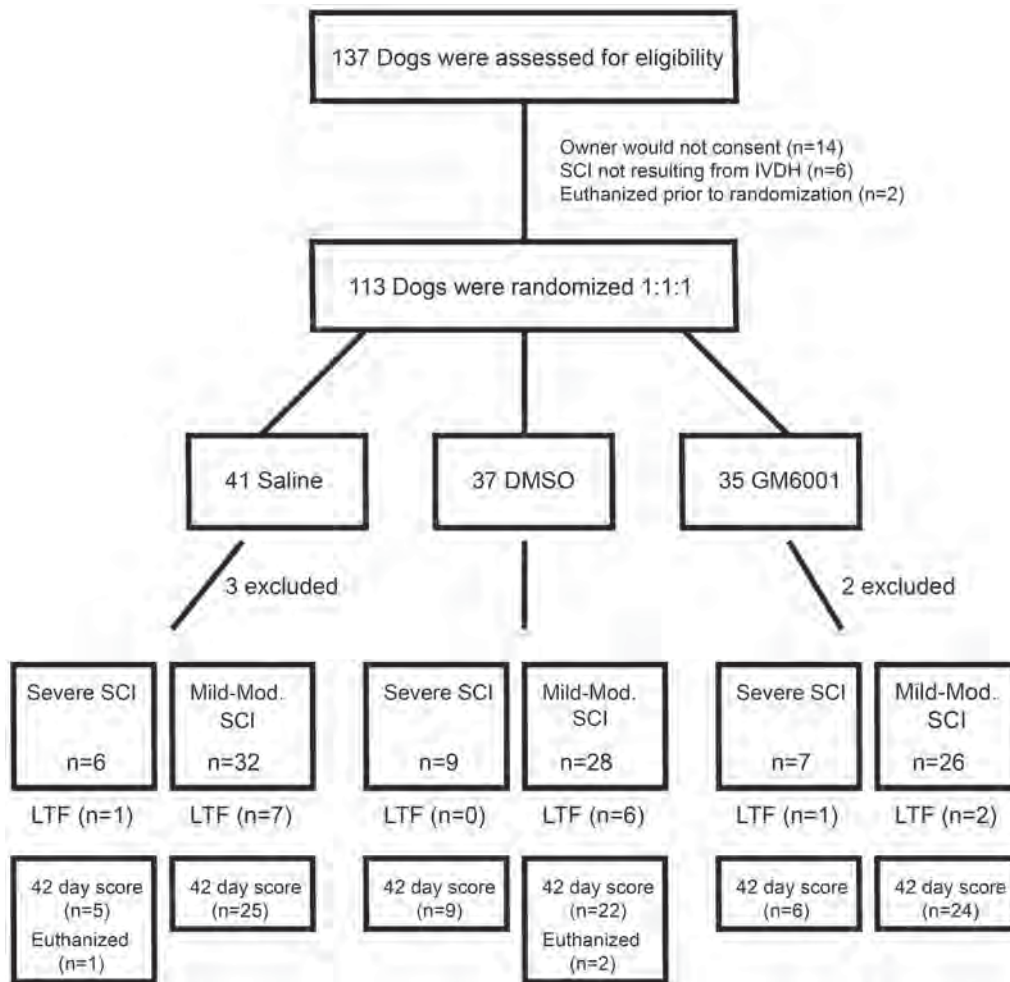 137 Dogs were assessed for eligibility
Owner would not consent (n=14)
SCI not resulting from IVDH (n=6)
Euthanized prior to randomization (n=2)
113 Dogs were randomized 1:1:1
41 Saline
37 DMSO
35 GM6001
3 excluded
2 excluded
Severe SCI
n=6
Mild-Mod.
SCI
n=32
Severe SCI
n=9
Mild-Mod.
SCI
n=28
Severe SCI
n=7
Mild-Mod.
SCI
n=26
LTF (n=1)
LTF (n=7)
LTF (n=0)
LTF (n=6)
LTF (n=1)
LTF (n=2)
42 day score
(n=5)
Euthanized
(n=1)
42 day score
(n=25)
42 day score
(n=9)
42 day score
(n=22)
Euthanized
(n=2)
42 day score
(n=6)
42 day score
(n=24)